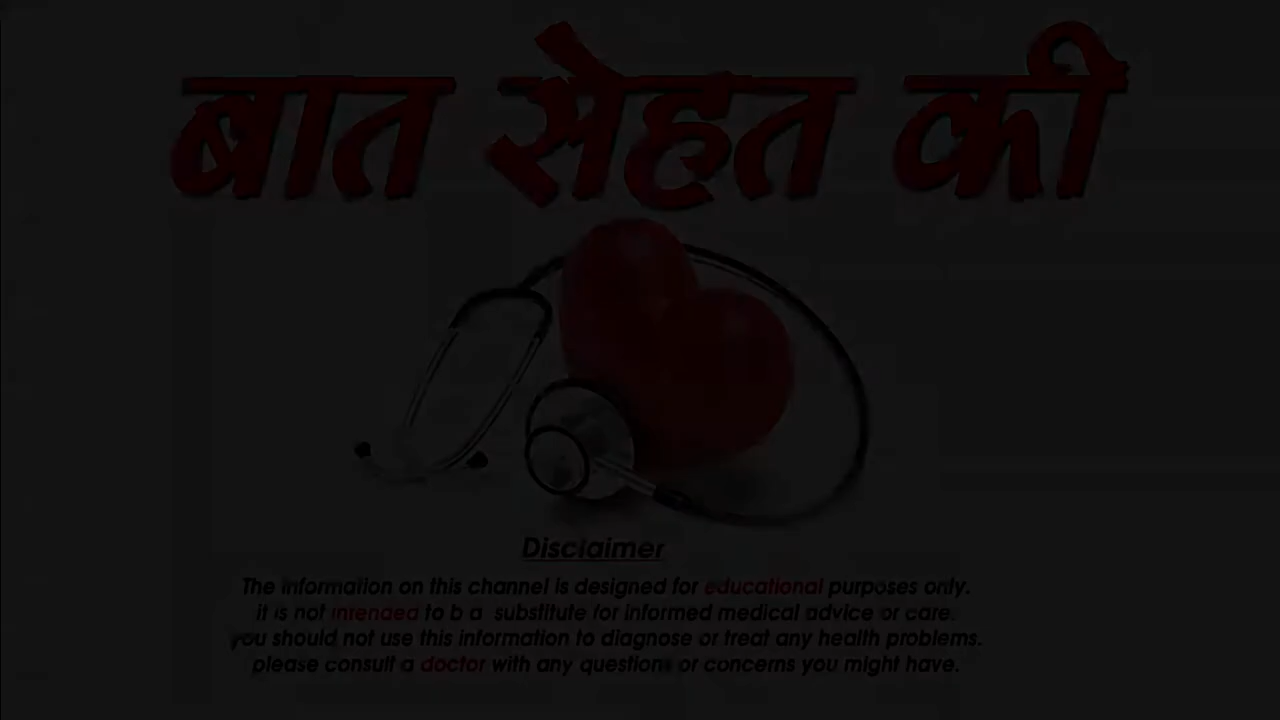 बात सेहत की
Disclaimer
The information on this channel is designed for educational purposes only.
it is not intended to b a substitute for informed medical advice or care.
you should not use this information to diagnose or treat any health problems.
please consult a doctor with any questions or concerns you might have.